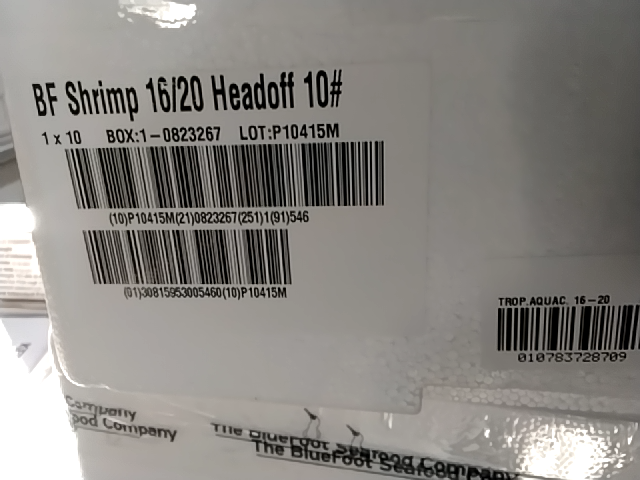 BF Shrimp 16/20 Headoff 10#
1 x 10 BOX:1-0823267 LOT:P10415M
(10)P10415M(21)0823267(251)1(91)546
(01)30815953005460(10)P10415M
TROP.AQUAC. 16-20
010783728709
Company
ood Company
The BlueFoot Seafood Company
The BlueFoot Seafood Company